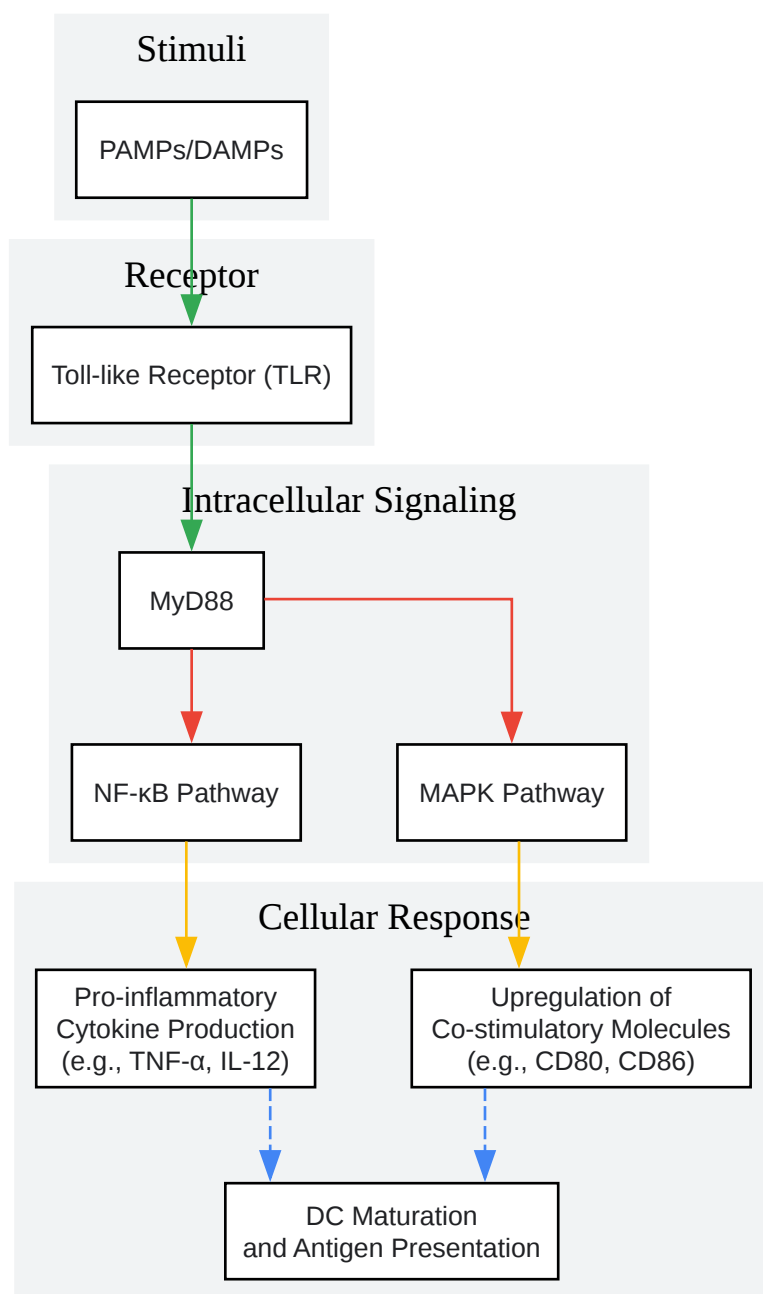 Stimuli
PAMPs/DAMPs
Receptor
Toll-like Receptor (TLR)
Intracellular Signaling
MyD88
NF-κB Pathway
MAPK Pathway
Cellular Response
Pro-inflammatory
Cytokine Production
(e.g., TNF-α, IL-12)
Upregulation of
Co-stimulatory Molecules
(e.g., CD80, CD86)
DC Maturation
and Antigen Presentation